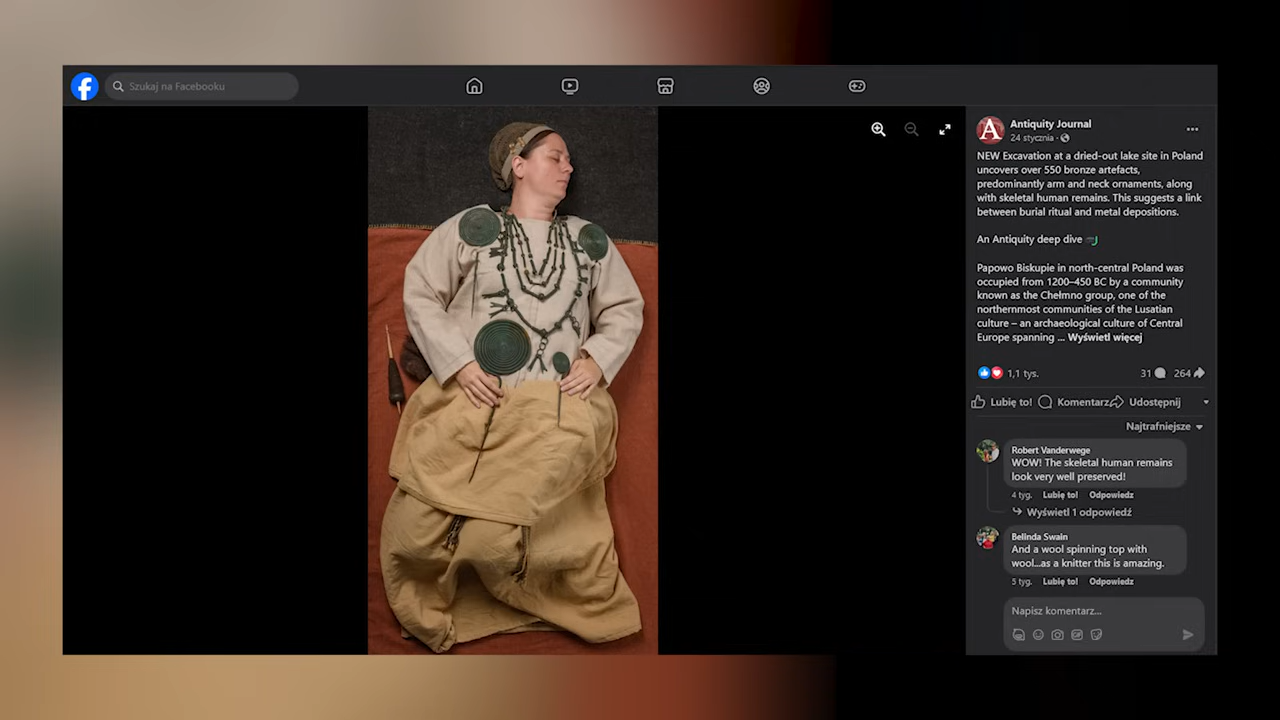 Szukaj na Facebooku
Antiquity Journal
24 stycznia ·
NEW Excavation at a dried-out lake site in Poland
uncovers over 550 bronze artefacts,
predominantly arm and neck ornaments, along
with skeletal human remains. This suggests a link
between burial ritual and metal depositions.
An Antiquity deep dive
Papowo Biskupie in north-central Poland was
occupied from 1200–450 BC by a community
known as the Chełmno group, one of the
northernmost communities of the Lusatian
culture – an archaeological culture of Central
Europe spanning ... Wyświetl więcej
1,1 tys. 31 264
Lubię to! Komentarz Udostępnij
Najtrafniejsze
Robert Vanderwege
WOW! The skeletal human remains
look very well preserved!
4 tyg. Lubię to! Odpowiedz
Wyświetl 1 odpowiedź
Belinda Swain
And a wool spinning top with
wool...as a knitter this is amazing.
5 tyg. Lubię to! Odpowiedz
Napisz komentarz...